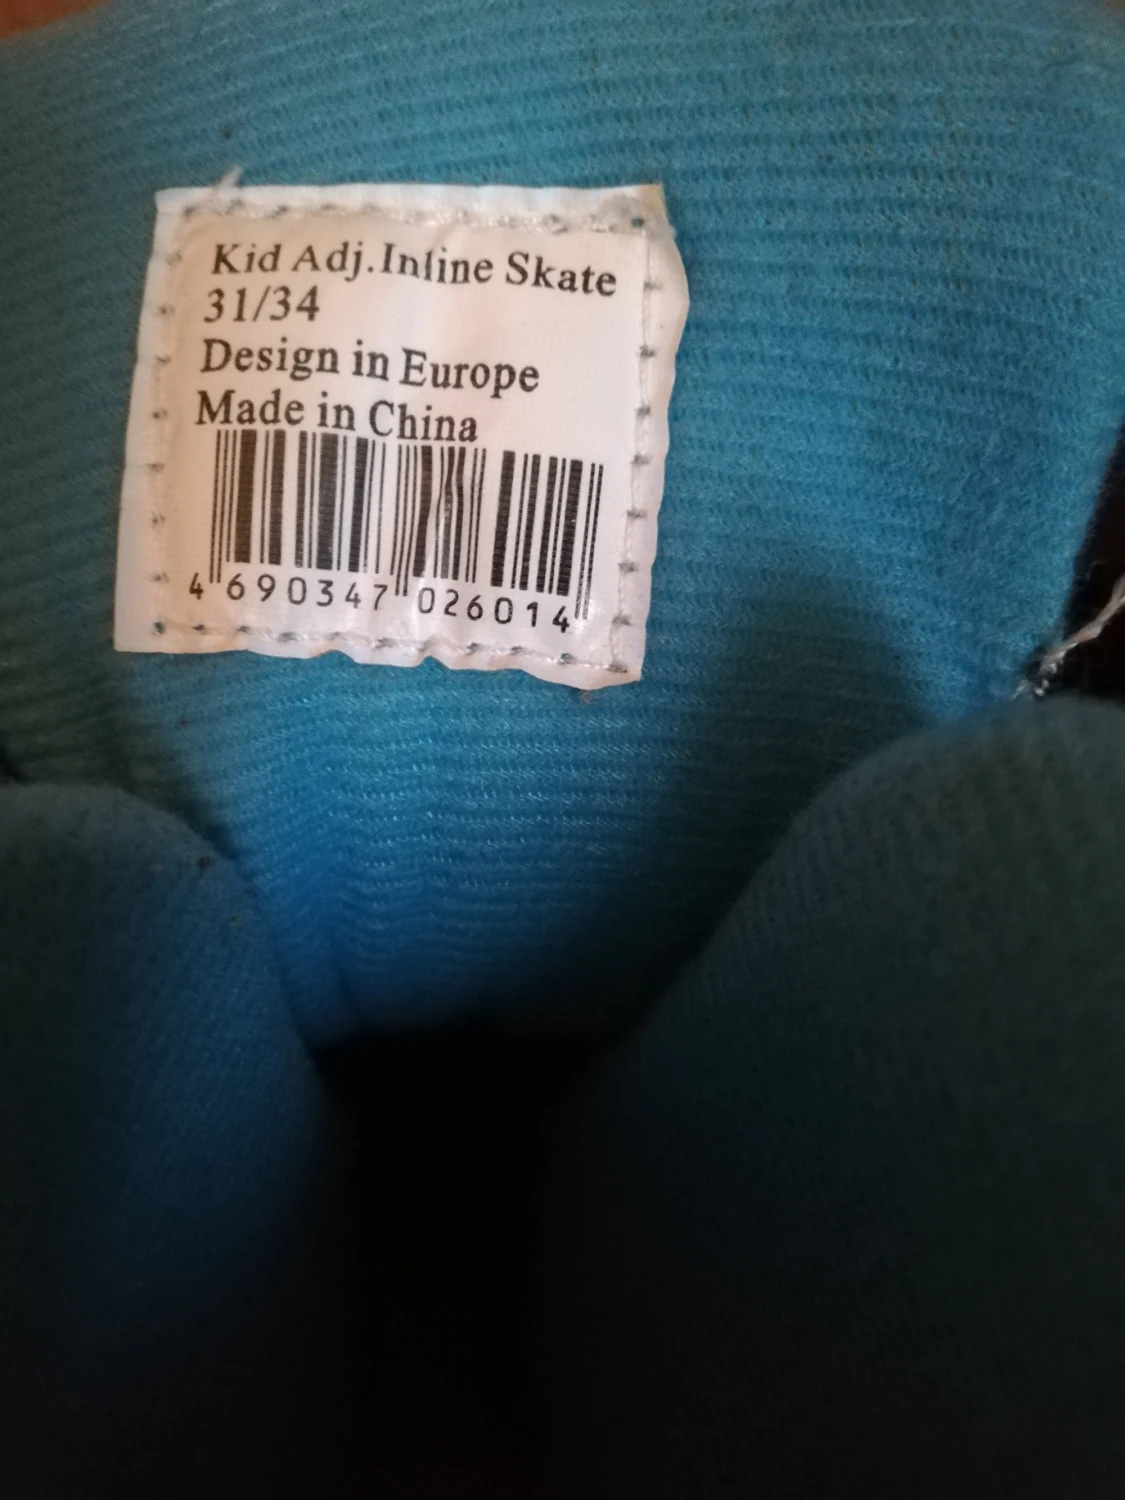 Kid Adj.Inline Skate
31/34
Design in Europe
Made in China
4 690347 026014